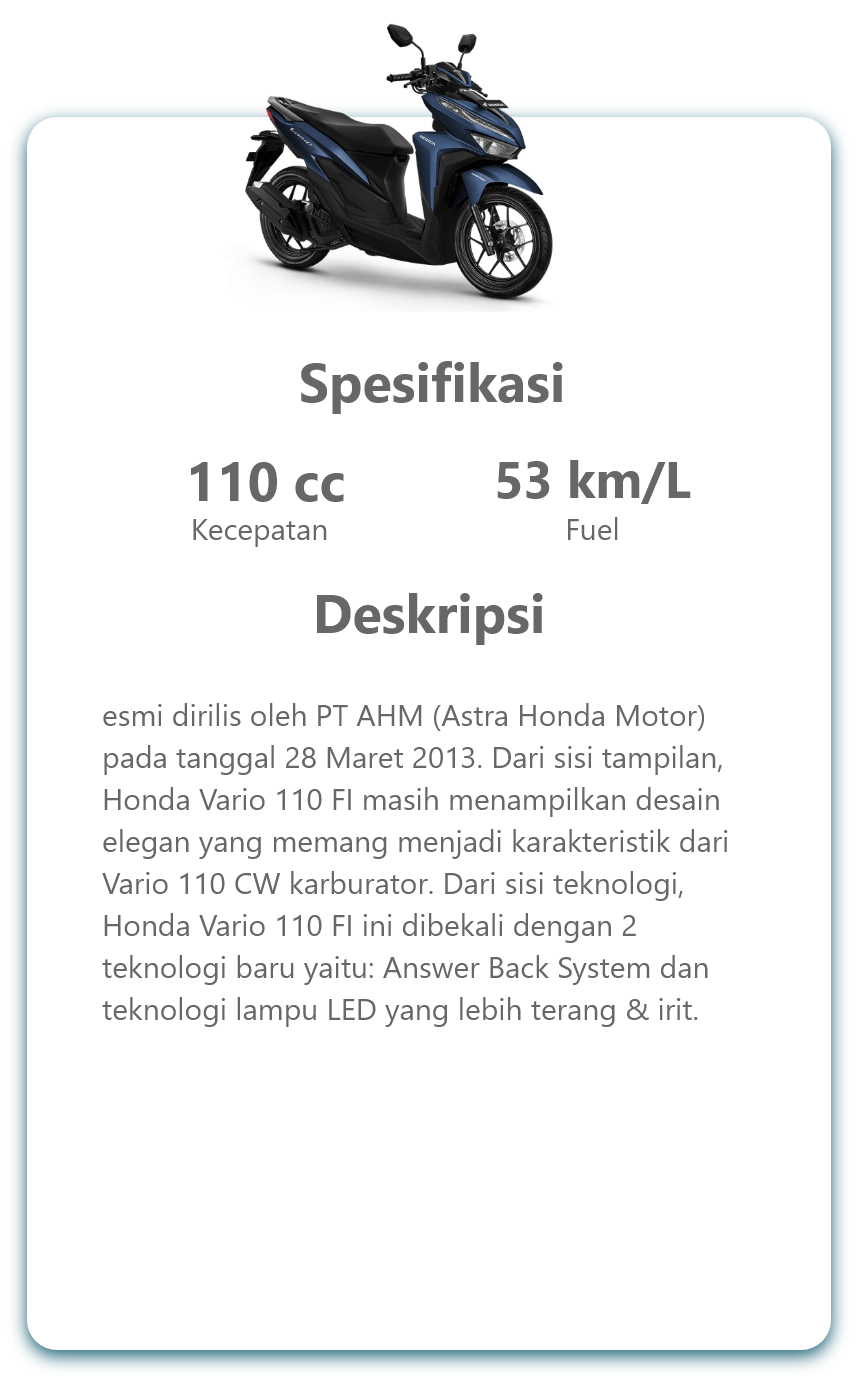 Spesifikasi
110 cc
53 km/L
Kecepatan
Fuel
Deskripsi
esmi dirilis oleh PT AHM (Astra Honda Motor)
pada tanggal 28 Maret 2013. Dari sisi tampilan,
Honda Vario 110 FI masih menampilkan desain
elegan yang memang menjadi karakteristik dari
Vario 110 CW karburator. Dari sisi teknologi,
Honda Vario 110 FI ini dibekali dengan 2
teknologi baru yaitu: Answer Back System dan
teknologi lampu LED yang lebih terang & irit.